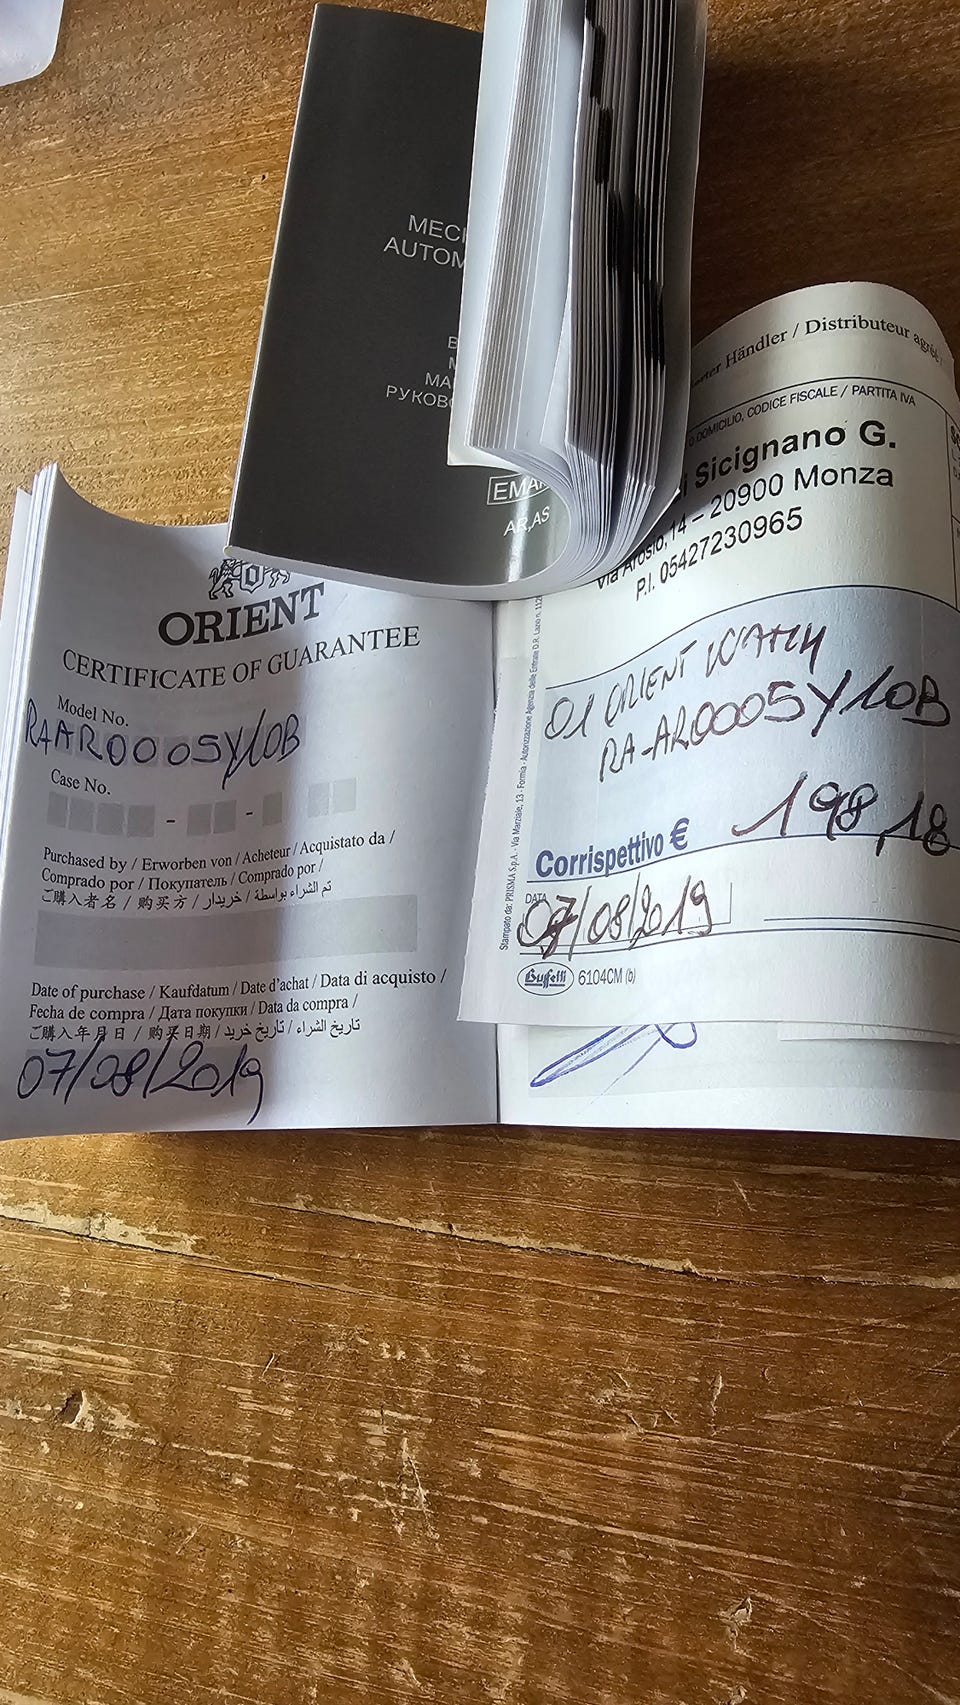 MECH
AUTOM
РУКОВО
EMAI
AR,AS
Händler / Distributeur agréé
DOMICILIO, CODICE FISCALE / PARTITA IVA
Sicignano G.
Via Arosio, 14 – 20900 Monza
P.I. 05427230965
01 ORIENT WATCH
RA-AR0005Y10B
Corrispettivo € 198,18
DATA
07/08/2019
Buffetti 6104CM (b)
Stampato da: PRISMA S.p.A. - Via Marziale, 13 - Formia - Autorizzazione Agenzia delle Entrate D.R. Lazio n.
ORIENT
CERTIFICATE OF GUARANTEE
Model No.
RAAR0005Y10B
Case No.
- -
Purchased by / Erworben von / Acheteur / Acquistato da /
Comprado por / Покупатель / Comprado por /
ご購入者名 / 购买方 / خریدار / تم الشراء بواسطة
Date of purchase / Kaufdatum / Date d'achat / Data di acquisto /
Fecha de compra / Дата покупки / Data da compra /
ご購入年月日 / 购买日期 / تاريخ خريد / تاريخ الشراء
07/08/2019